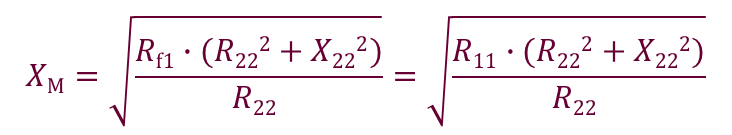 X_M = √(R_f1 · (R_22² + X_22²) / R_22) = √(R_11 · (R_22² + X_22²) / R_22)